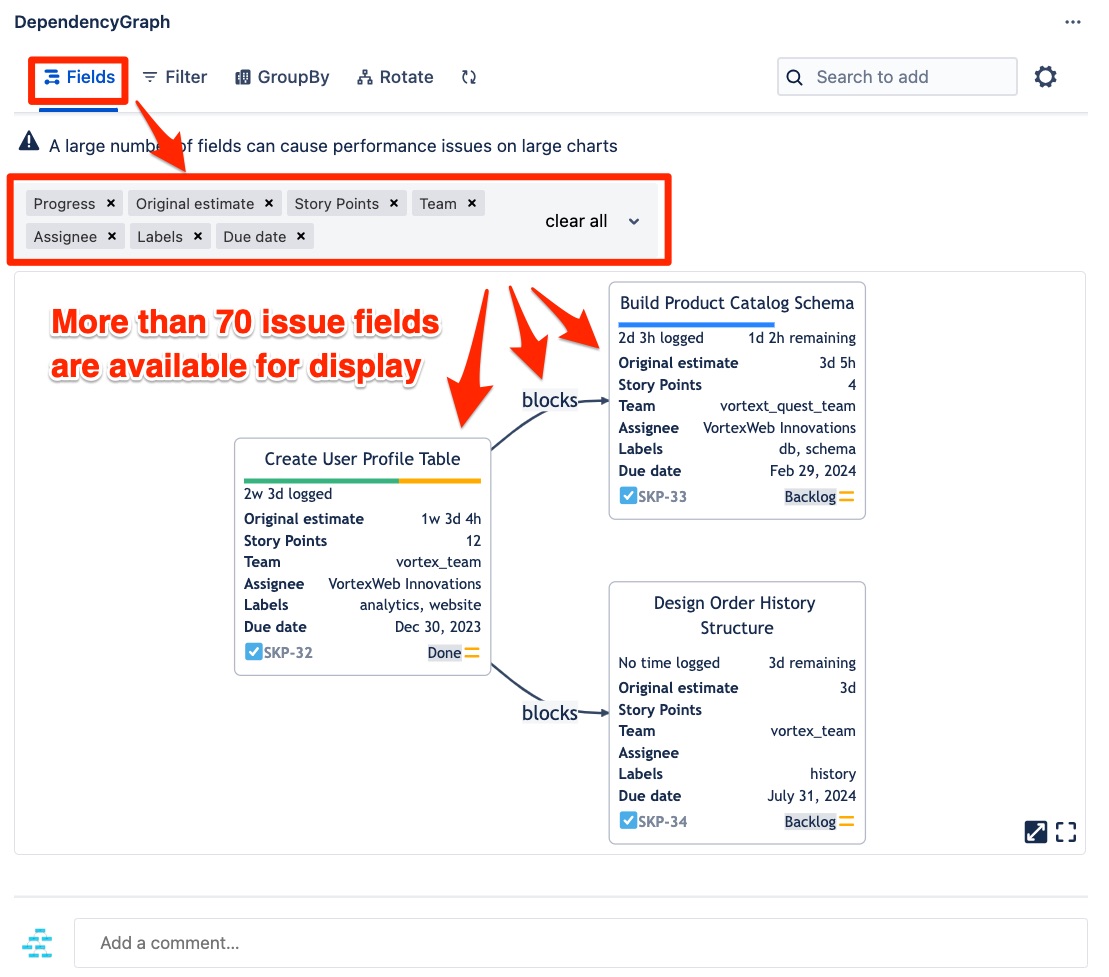 DependencyGraph
Fields Filter GroupBy Rotate Search to add
A large number of fields can cause performance issues on large charts
Progress × Original estimate × Story Points × Team ×
clear all
Assignee × Labels × Due date ×
More than 70 issue fields
are available for display
Build Product Catalog Schema
2d 3h logged 1d 2h remaining
Original estimate 3d 5h
Story Points 4
Team vortext_quest_team
Assignee VortexWeb Innovations
Labels db, schema
Due date Feb 29, 2024
SKP-33 Backlog
blocks
Create User Profile Table
2w 3d logged
Original estimate 1w 3d 4h
Story Points 12
Team vortex_team
Assignee VortexWeb Innovations
Labels analytics, website
Due date Dec 30, 2023
SKP-32 Done
blocks
Design Order History
Structure
No time logged 3d remaining
Original estimate 3d
Story Points
Team vortex_team
Assignee
Labels history
Due date July 31, 2024
SKP-34 Backlog
Add a comment...